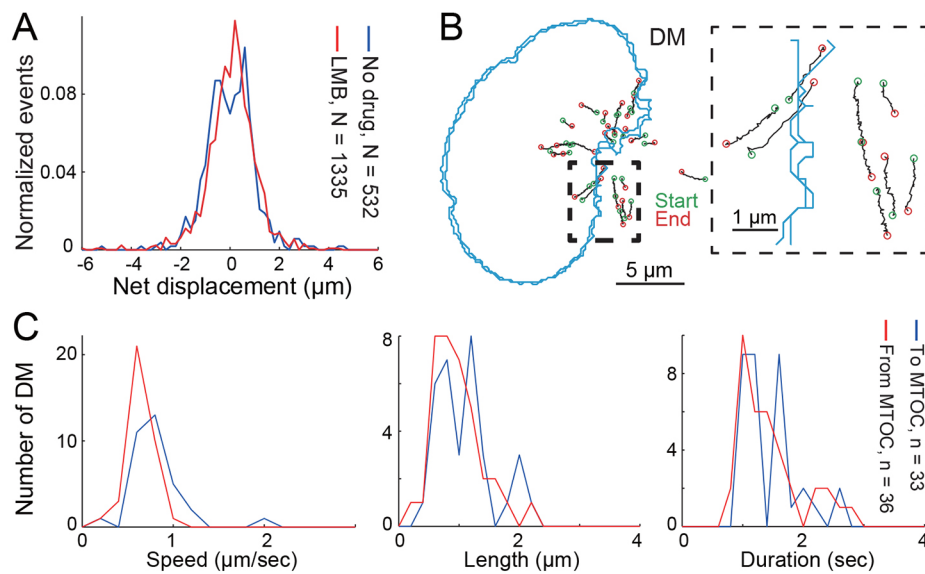 A
Normalized events
0.08
0.04
0
-6
-4
-2
0
2
4
6
Net displacement (µm)
No drug, N = 532
LMB, N = 1335
B
DM
Start
End
5 µm
1 µm
C
Number of DM
20
10
0
0
1
2
Speed (µm/sec)
8
4
0
0
2
4
Length (µm)
8
4
0
0
2
4
Duration (sec)
To MTOC, n = 33
From MTOC, n = 36